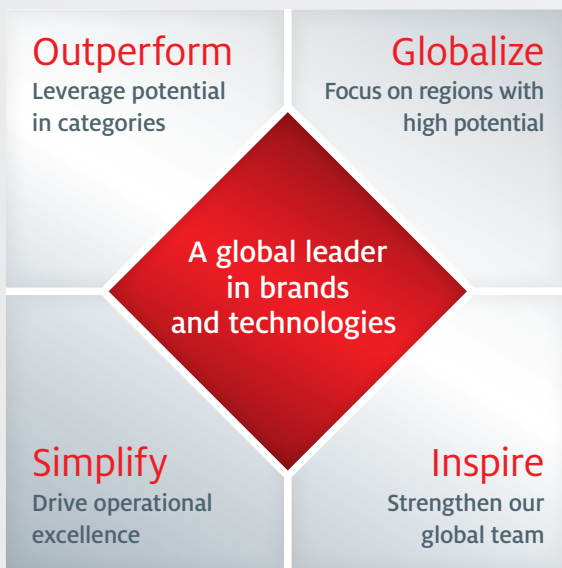 Outperform
Leverage potential
in categories
Globalize
Focus on regions with
high potential
A global leader
in brands
and technologies
Simplify
Drive operational
excellence
Inspire
Strengthen our
global team